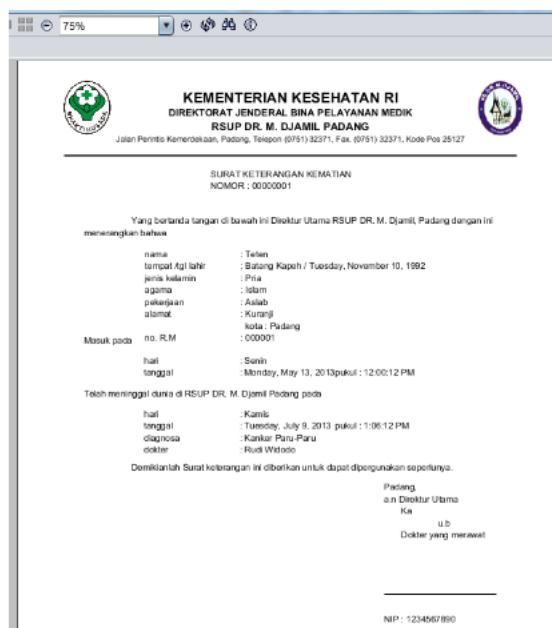 75%
KEMENTERIAN KESEHATAN RI
DIREKTORAT JENDERAL BINA PELAYANAN MEDIK
RSUP DR. M. DJAMIL PADANG
Jalan Perintis Kemerdekaan, Padang, Telepon (0751) 32371, Fax. (0751) 32371, Kode Pos 25127
SURAT KETERANGAN KEMATIAN
NOMOR : 00000001
Yang bertanda tangan di bawah ini Direktur Utama RSUP DR. M. Djamil, Padang dengan ini
menerangkan bahwa
nama : Teten
tempat /tgl lahir : Batang Kapeh / Tuesday, November 10, 1992
jenis kelamin : Pria
agama : Islam
pekerjaan : Aslab
alamat : Kuranji
kota : Padang
Masuk pada no. R.M : 000001
hari : Senin
tanggal : Monday, May 13, 2013pukul : 12:00:12 PM
Telah meninggal dunia di RSUP DR. M. Djamil Padang pada
hari : Kamis
tanggal : Tuesday, July 9, 2013 pukul : 1:06:12 PM
diagnosa : Kanker Paru-Paru
dokter : Rudi Widodo
Demikianlah Surat keterangan ini diberikan untuk dapat dipergunakan seperlunya.
Padang,
a.n Direktur Utama
Ka
u.b
Dokter yang merawat
NIP : 1234567890